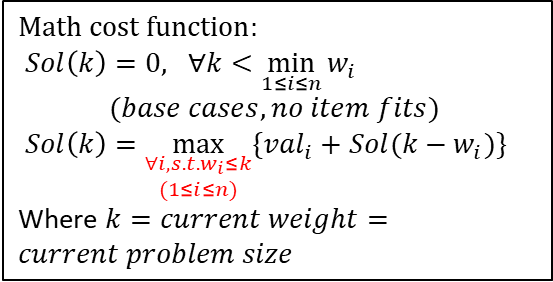 Math cost function:
Sol(k) = 0,  ∀k < min w_i
1≤i≤n
(base cases, no item fits)
Sol(k) = max {val_i + Sol(k − w_i)}
∀i,s.t.w_i≤k
(1≤i≤n)
Where k = current weight =
current problem size